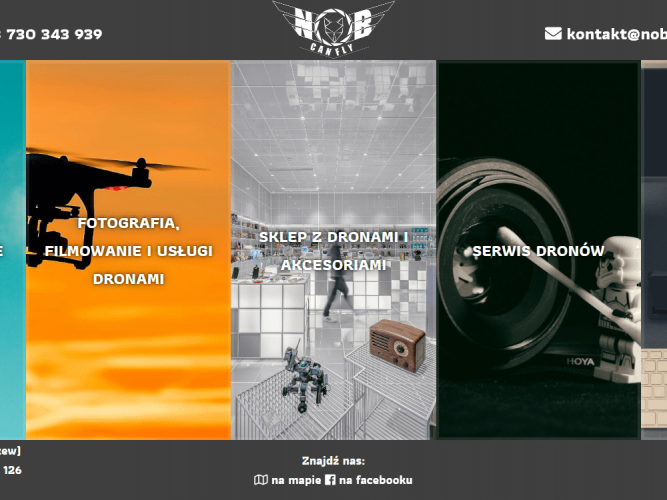 730 343 939
NOB
CAN FLY
kontakt@nob
FOTOGRAFIA,
FILMOWANIE I USŁUGI
DRONAMI
SKLEP Z DRONAMI I
AKCESORIAMI
SERWIS DRONÓW
HOYA
126
Znajdź nas:
na mapie na facebooku